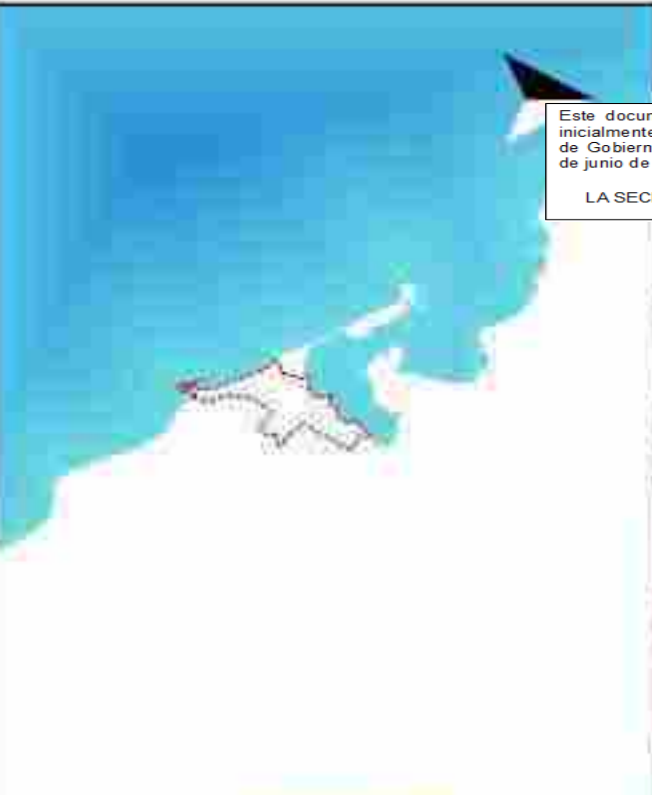 Este docum
inicialmente
de Gobiern
de junio de
LA SEC